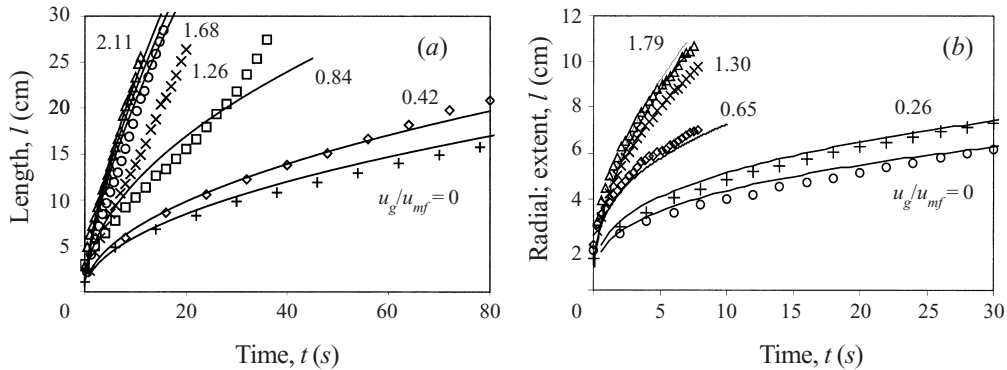 30
25
20
15
10
5
0
Length, l (cm)
2.11
1.68
1.26
(a)
0.84
0.42
u_g/u_mf = 0
0 20 40 60 80
Time, t (s)
12
10
8
6
4
2
0
Radial; extent, l (cm)
1.79
1.30
(b)
0.65
0.26
u_g/u_mf = 0
0 5 10 15 20 25 30
Time, t (s)